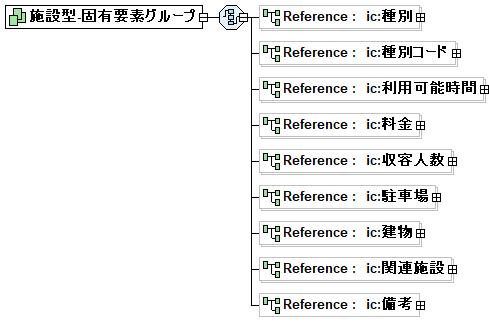 施設型-固有要素グループ
Reference : ic:種別
Reference : ic:種別コード
Reference : ic:利用可能時間
Reference : ic:料金
Reference : ic:収容人数
Reference : ic:駐車場
Reference : ic:建物
Reference : ic:関連施設
Reference : ic:備考